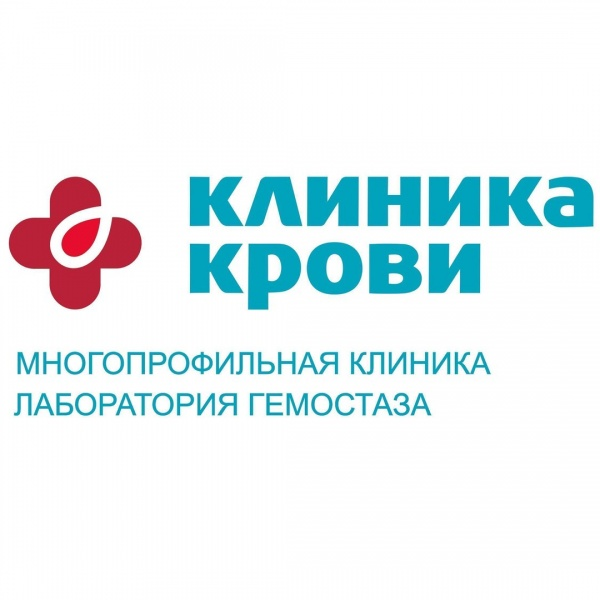 клиника
крови
МНОГОПРОФИЛЬНАЯ КЛИНИКА
ЛАБОРАТОРИЯ ГЕМОСТАЗА